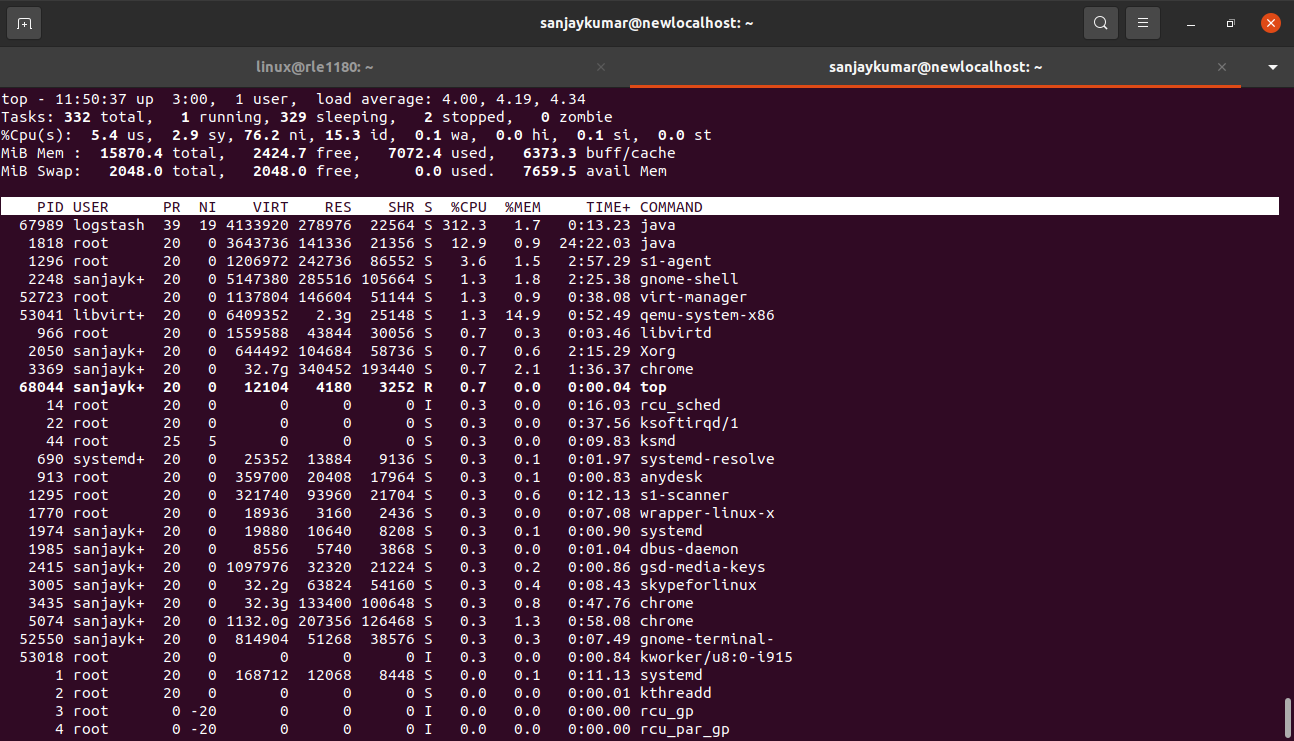 sanjaykumar@newlocalhost: ~
linux@rle1180: ~ sanjaykumar@newlocalhost: ~
top - 11:50:37 up  3:00,  1 user,  load average: 4.00, 4.19, 4.34
Tasks: 332 total,   1 running, 329 sleeping,   2 stopped,   0 zombie
%Cpu(s):  5.4 us,  2.9 sy, 76.2 ni, 15.3 id,  0.1 wa,  0.0 hi,  0.1 si,  0.0 st
MiB Mem :  15870.4 total,   2424.7 free,   7072.4 used,   6373.3 buff/cache
MiB Swap:   2048.0 total,   2048.0 free,      0.0 used.   7659.5 avail Mem
PID USER      PR  NI    VIRT    RES    SHR S  %CPU  %MEM     TIME+ COMMAND
67989 logstash  39  19 4133920 278976  22564 S 312.3   1.7   0:13.23 java
1818 root      20   0 3643736 141336  21356 S  12.9   0.9  24:22.03 java
1296 root      20   0 1206972 242736  86552 S   3.6   1.5   2:57.29 s1-agent
2248 sanjayk+  20   0 5147380 285516 105664 S   1.3   1.8   2:25.38 gnome-shell
52723 root      20   0 1137804 146604  51144 S   1.3   0.9   0:38.08 virt-manager
53041 libvirt+  20   0 6409352   2.3g  25148 S   1.3  14.9   0:52.49 qemu-system-x86
966 root      20   0 1559588  43844  30056 S   0.7   0.3   0:03.46 libvirtd
2050 sanjayk+  20   0  644492 104684  58736 S   0.7   0.6   2:15.29 Xorg
3369 sanjayk+  20   0   32.7g 340452 193440 S   0.7   2.1   1:36.37 chrome
68044 sanjayk+  20   0   12104   4180   3252 R   0.7   0.0   0:00.04 top
14 root      20   0       0      0      0 I   0.3   0.0   0:16.03 rcu_sched
22 root      20   0       0      0      0 S   0.3   0.0   0:37.56 ksoftirqd/1
44 root      25   5       0      0      0 S   0.3   0.0   0:09.83 ksmd
690 systemd+  20   0   25352  13884   9136 S   0.3   0.1   0:01.97 systemd-resolve
913 root      20   0  359700  20408  17964 S   0.3   0.1   0:00.83 anydesk
1295 root      20   0  321740  93960  21704 S   0.3   0.6   0:12.13 s1-scanner
1770 root      20   0   18936   3160   2436 S   0.3   0.0   0:07.08 wrapper-linux-x
1974 sanjayk+  20   0   19880  10640   8208 S   0.3   0.1   0:00.90 systemd
1985 sanjayk+  20   0    8556   5740   3868 S   0.3   0.0   0:01.04 dbus-daemon
2415 sanjayk+  20   0 1097976  32320  21224 S   0.3   0.2   0:00.86 gsd-media-keys
3005 sanjayk+  20   0   32.2g  63824  54160 S   0.3   0.4   0:08.43 skypeforlinux
3435 sanjayk+  20   0   32.3g 133400 100648 S   0.3   0.8   0:47.76 chrome
5074 sanjayk+  20   0 1132.0g 207356 126468 S   0.3   1.3   0:58.08 chrome
52550 sanjayk+  20   0  814904  51268  38576 S   0.3   0.3   0:07.49 gnome-terminal-
53018 root      20   0       0      0      0 I   0.3   0.0   0:00.84 kworker/u8:0-i915
1 root      20   0  168712  12068   8448 S   0.0   0.1   0:11.13 systemd
2 root      20   0       0      0      0 S   0.0   0.0   0:00.01 kthreadd
3 root       0 -20       0      0      0 I   0.0   0.0   0:00.00 rcu_gp
4 root       0 -20       0      0      0 I   0.0   0.0   0:00.00 rcu_par_gp